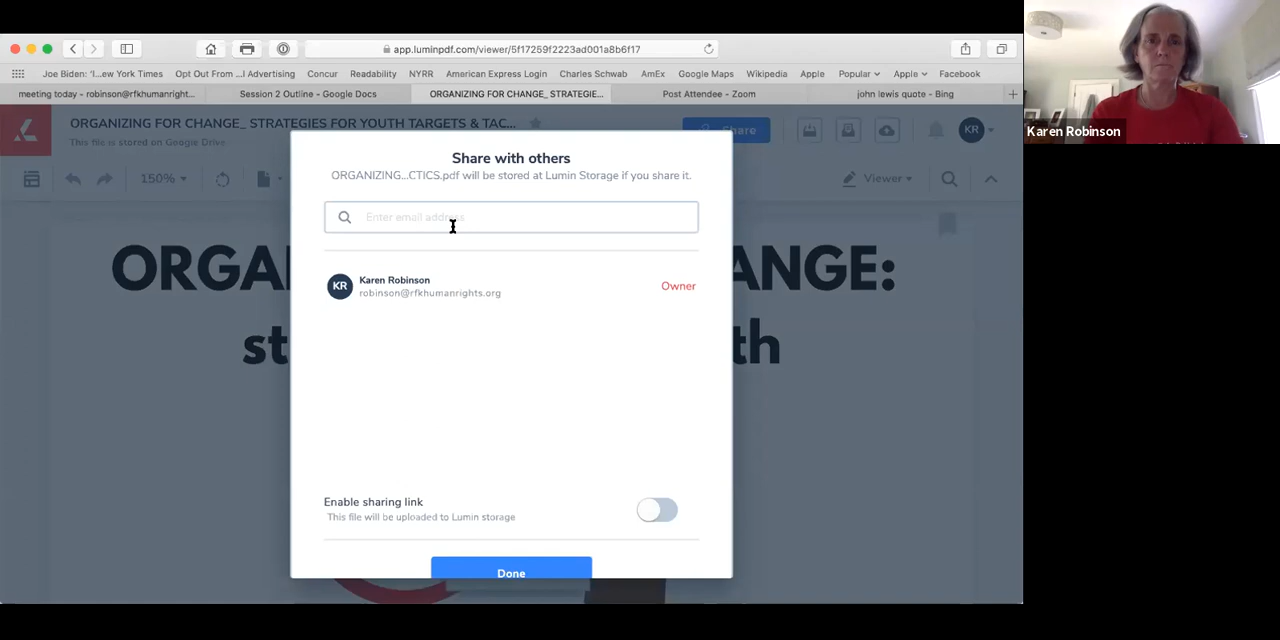 app.luminpdf.com/viewer/5f17259f2223ad001a8b6f17
Joe Biden: 'I...ew York Times Opt Out From ...l Advertising Concur Readability NYRR American Express Login Charles Schwab AmEx Google Maps Wikipedia Apple Popular Apple Facebook
meeting today - robinson@rfkhumanright... Session 2 Outline - Google Docs ORGANIZING FOR CHANGE_ STRATEGIE... Post Attendee - Zoom john lewis quote - Bing
ORGANIZING FOR CHANGE_ STRATEGIES FOR YOUTH TARGETS & TAC...
This file is stored on Google Drive
Share
KR
150%
Viewer
Share with others
ORGANIZING...CTICS.pdf will be stored at Lumin Storage if you share it.
Enter email address
KR
Karen Robinson
robinson@rfkhumanrights.org
Owner
ORGA ANGE:
st th
Enable sharing link
This file will be uploaded to Lumin storage
Done
Karen Robinson